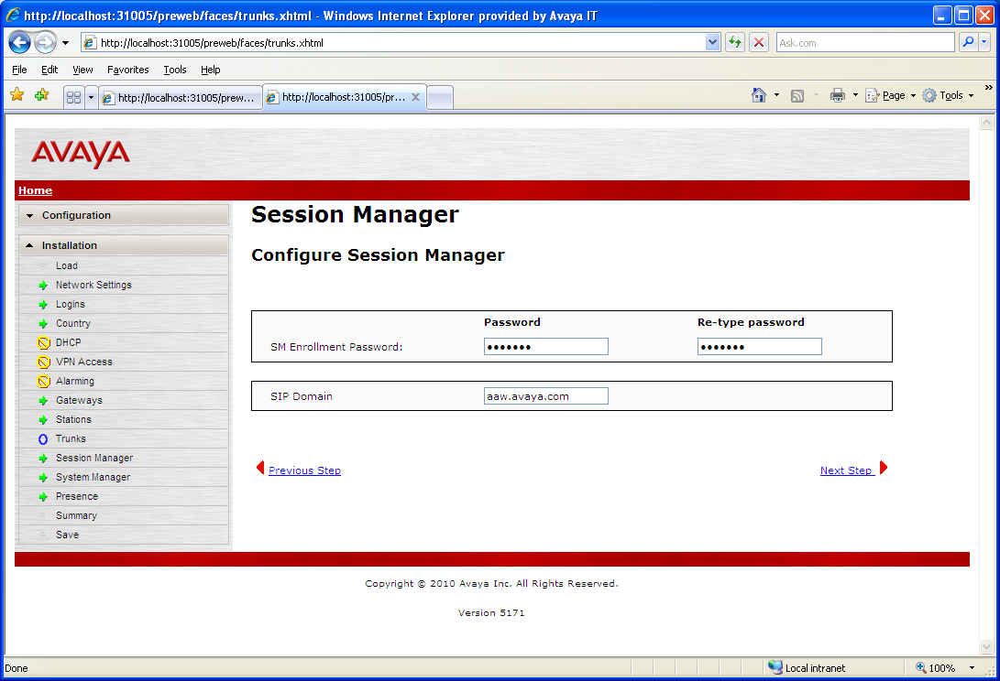 http://localhost:31005/preweb/faces/trunks.xhtml - Windows Internet Explorer provided by Avaya IT
http://localhost:31005/preweb/faces/trunks.xhtml
Ask.com
File Edit View Favorites Tools Help
http://localhost:31005/prew... http://localhost:31005/pr... Page Tools »
AVAYA
Home
Configuration
Installation
Load
Network Settings
Logins
Country
DHCP
VPN Access
Alarming
Gateways
Stations
Trunks
Session Manager
System Manager
Presence
Summary
Save
Session Manager
Configure Session Manager
Password Re-type password
SM Enrollment Password: ••••••• •••••••
SIP Domain aaw.avaya.com
Previous Step Next Step
Copyright © 2010 Avaya Inc. All Rights Reserved.
Version 5171
Done Local intranet 100%